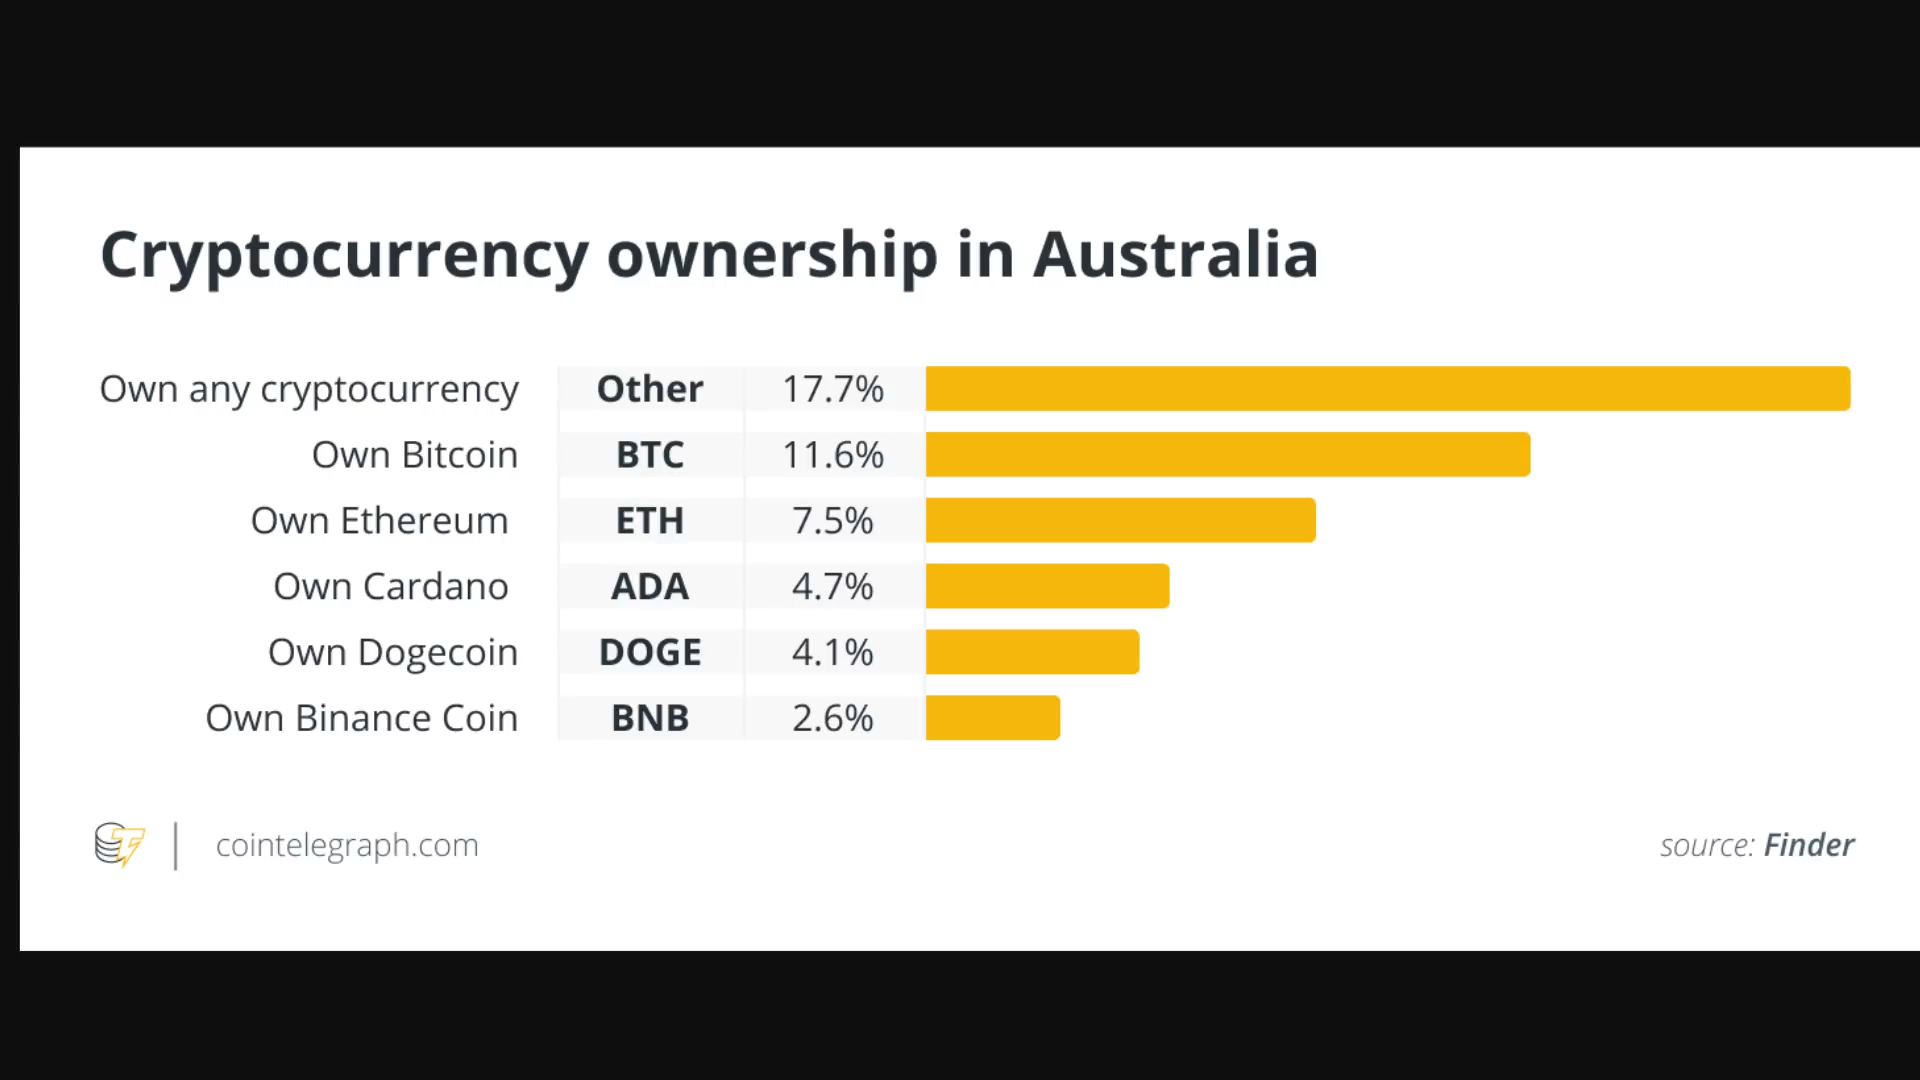 Cryptocurrency ownership in Australia
Own any cryptocurrency Other 17.7%
Own Bitcoin BTC 11.6%
Own Ethereum ETH 7.5%
Own Cardano ADA 4.7%
Own Dogecoin DOGE 4.1%
Own Binance Coin BNB 2.6%
cointelegraph.com source: Finder